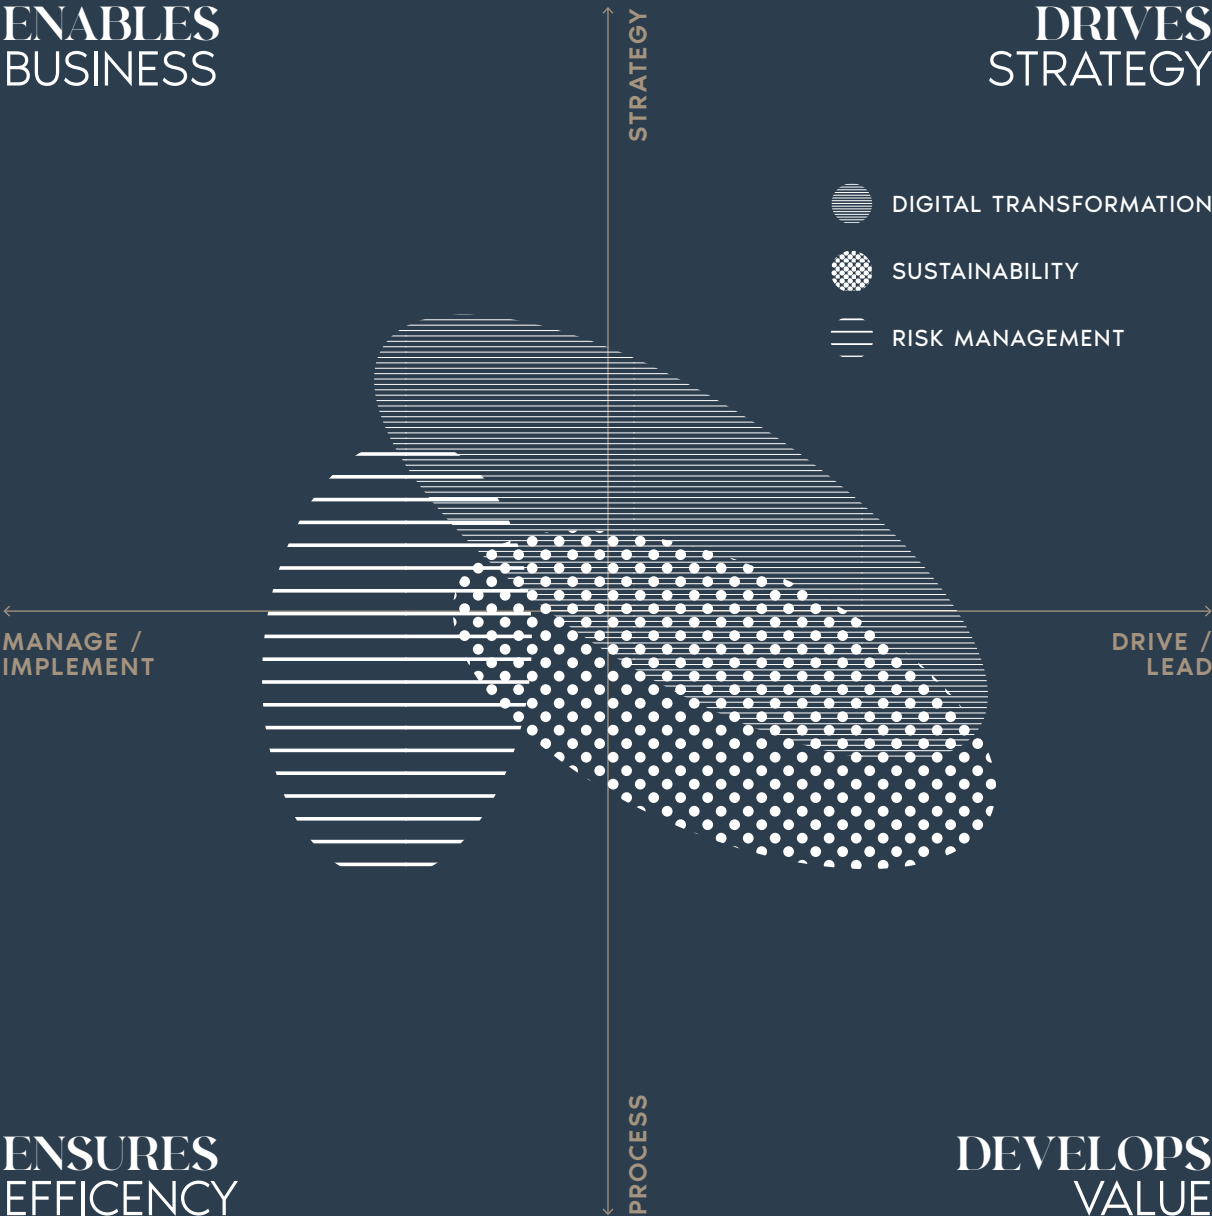 ENABLES
BUSINESS
STRATEGY
DRIVES
STRATEGY
DIGITAL TRANSFORMATION
SUSTAINABILITY
RISK MANAGEMENT
MANAGE /
IMPLEMENT
DRIVE /
LEAD
PROCESS
ENSURES
EFFICENCY
DEVELOPS
VALUE